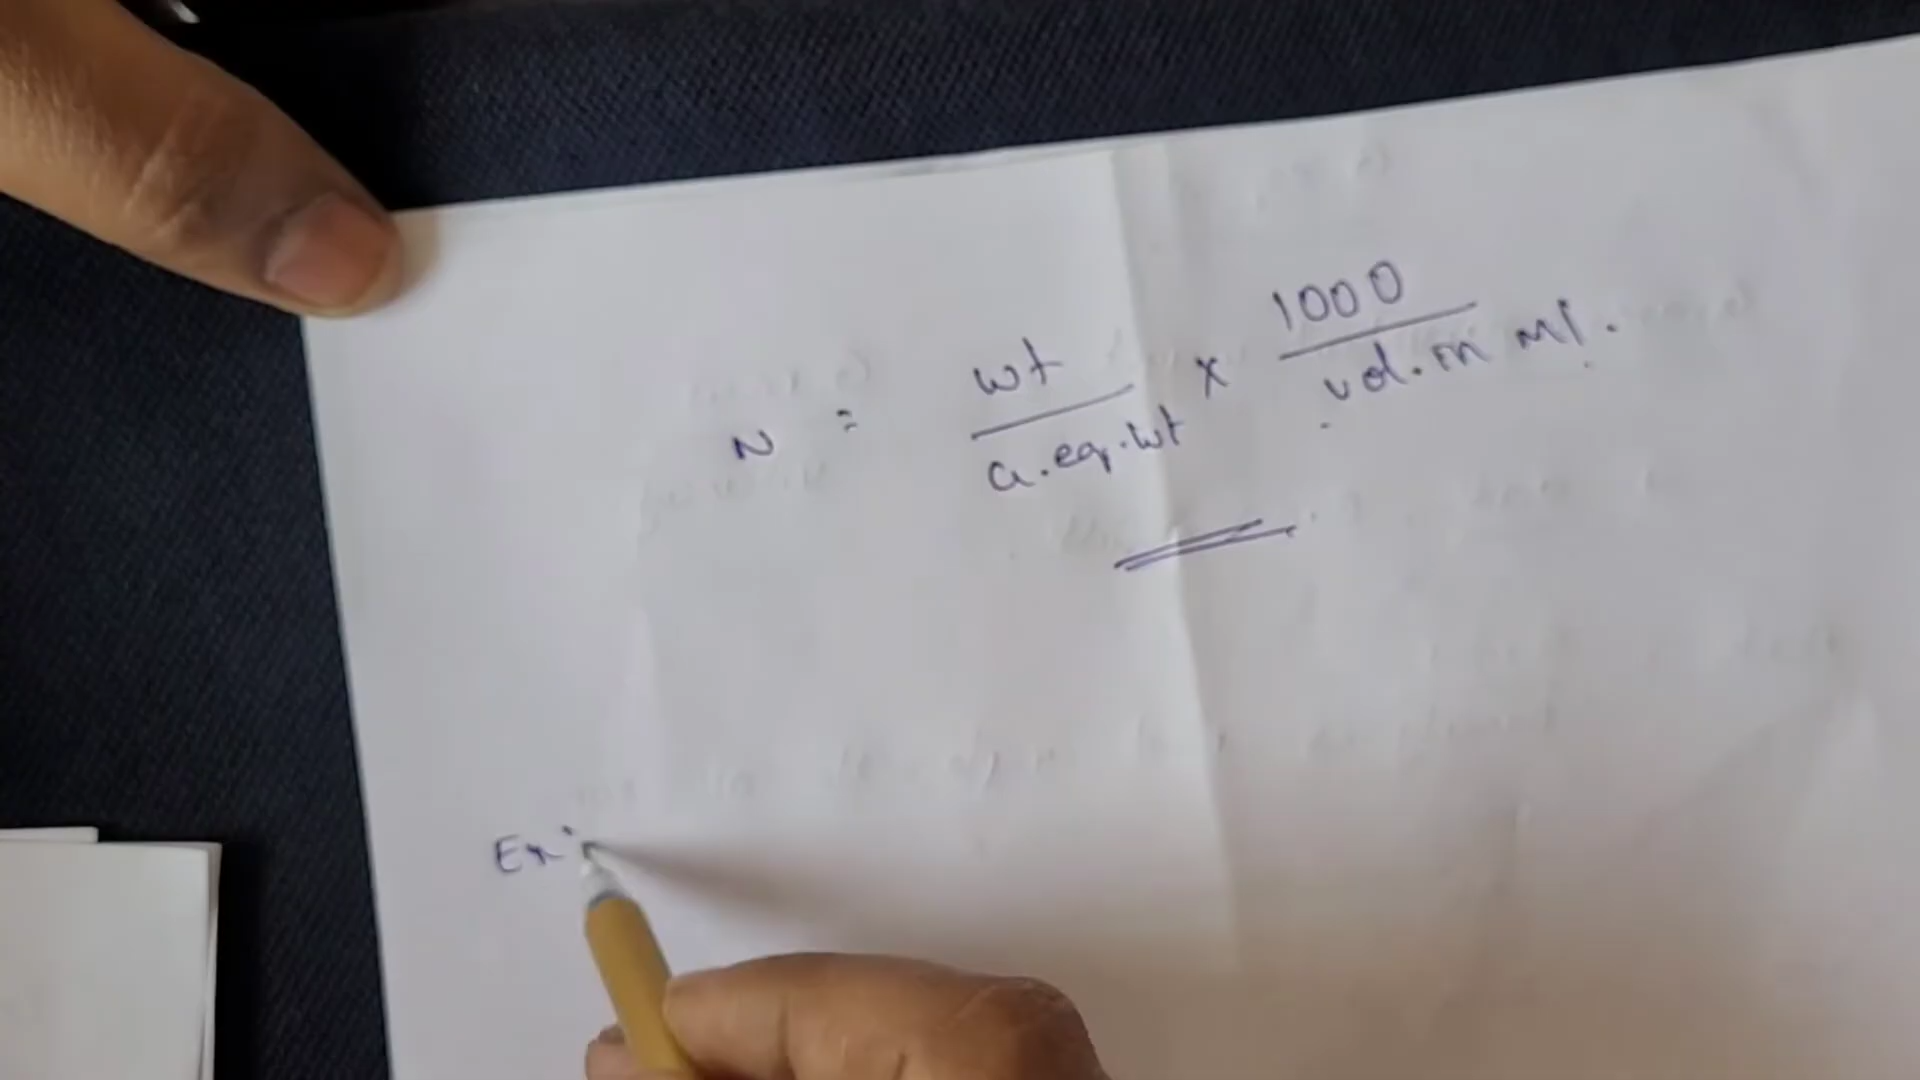 N = wt / G.eq.wt x 1000 / vol.in ml.
Ex: